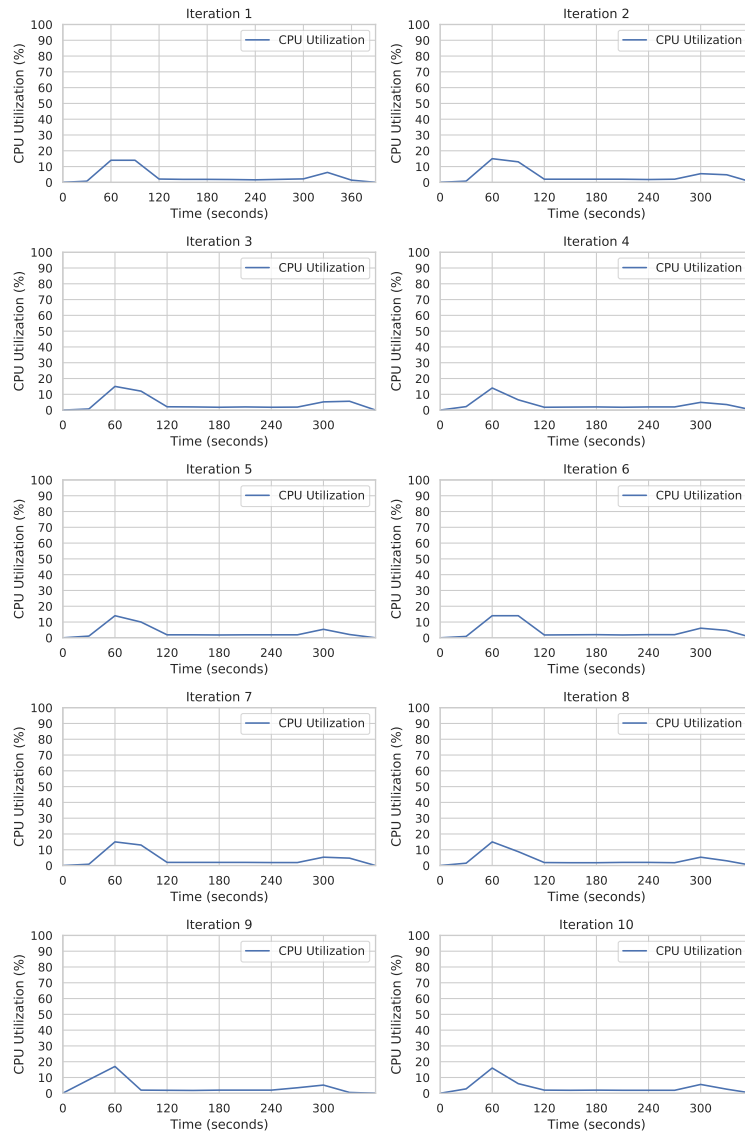 Iteration 1
100
90
80
70
60
50
40
30
20
10
0
CPU Utilization (%)
CPU Utilization
0 60 120 180 240 300 360
Time (seconds)
Iteration 2
100
90
80
70
60
50
40
30
20
10
0
CPU Utilization (%)
CPU Utilization
0 60 120 180 240 300
Time (seconds)
Iteration 3
100
90
80
70
60
50
40
30
20
10
0
CPU Utilization (%)
CPU Utilization
0 60 120 180 240 300
Time (seconds)
Iteration 4
100
90
80
70
60
50
40
30
20
10
0
CPU Utilization (%)
CPU Utilization
0 60 120 180 240 300
Time (seconds)
Iteration 5
100
90
80
70
60
50
40
30
20
10
0
CPU Utilization (%)
CPU Utilization
0 60 120 180 240 300
Time (seconds)
Iteration 6
100
90
80
70
60
50
40
30
20
10
0
CPU Utilization (%)
CPU Utilization
0 60 120 180 240 300
Time (seconds)
Iteration 7
100
90
80
70
60
50
40
30
20
10
0
CPU Utilization (%)
CPU Utilization
0 60 120 180 240 300
Time (seconds)
Iteration 8
100
90
80
70
60
50
40
30
20
10
0
CPU Utilization (%)
CPU Utilization
0 60 120 180 240 300
Time (seconds)
Iteration 9
100
90
80
70
60
50
40
30
20
10
0
CPU Utilization (%)
CPU Utilization
0 60 120 180 240 300
Time (seconds)
Iteration 10
100
90
80
70
60
50
40
30
20
10
0
CPU Utilization (%)
CPU Utilization
0 60 120 180 240 300
Time (seconds)